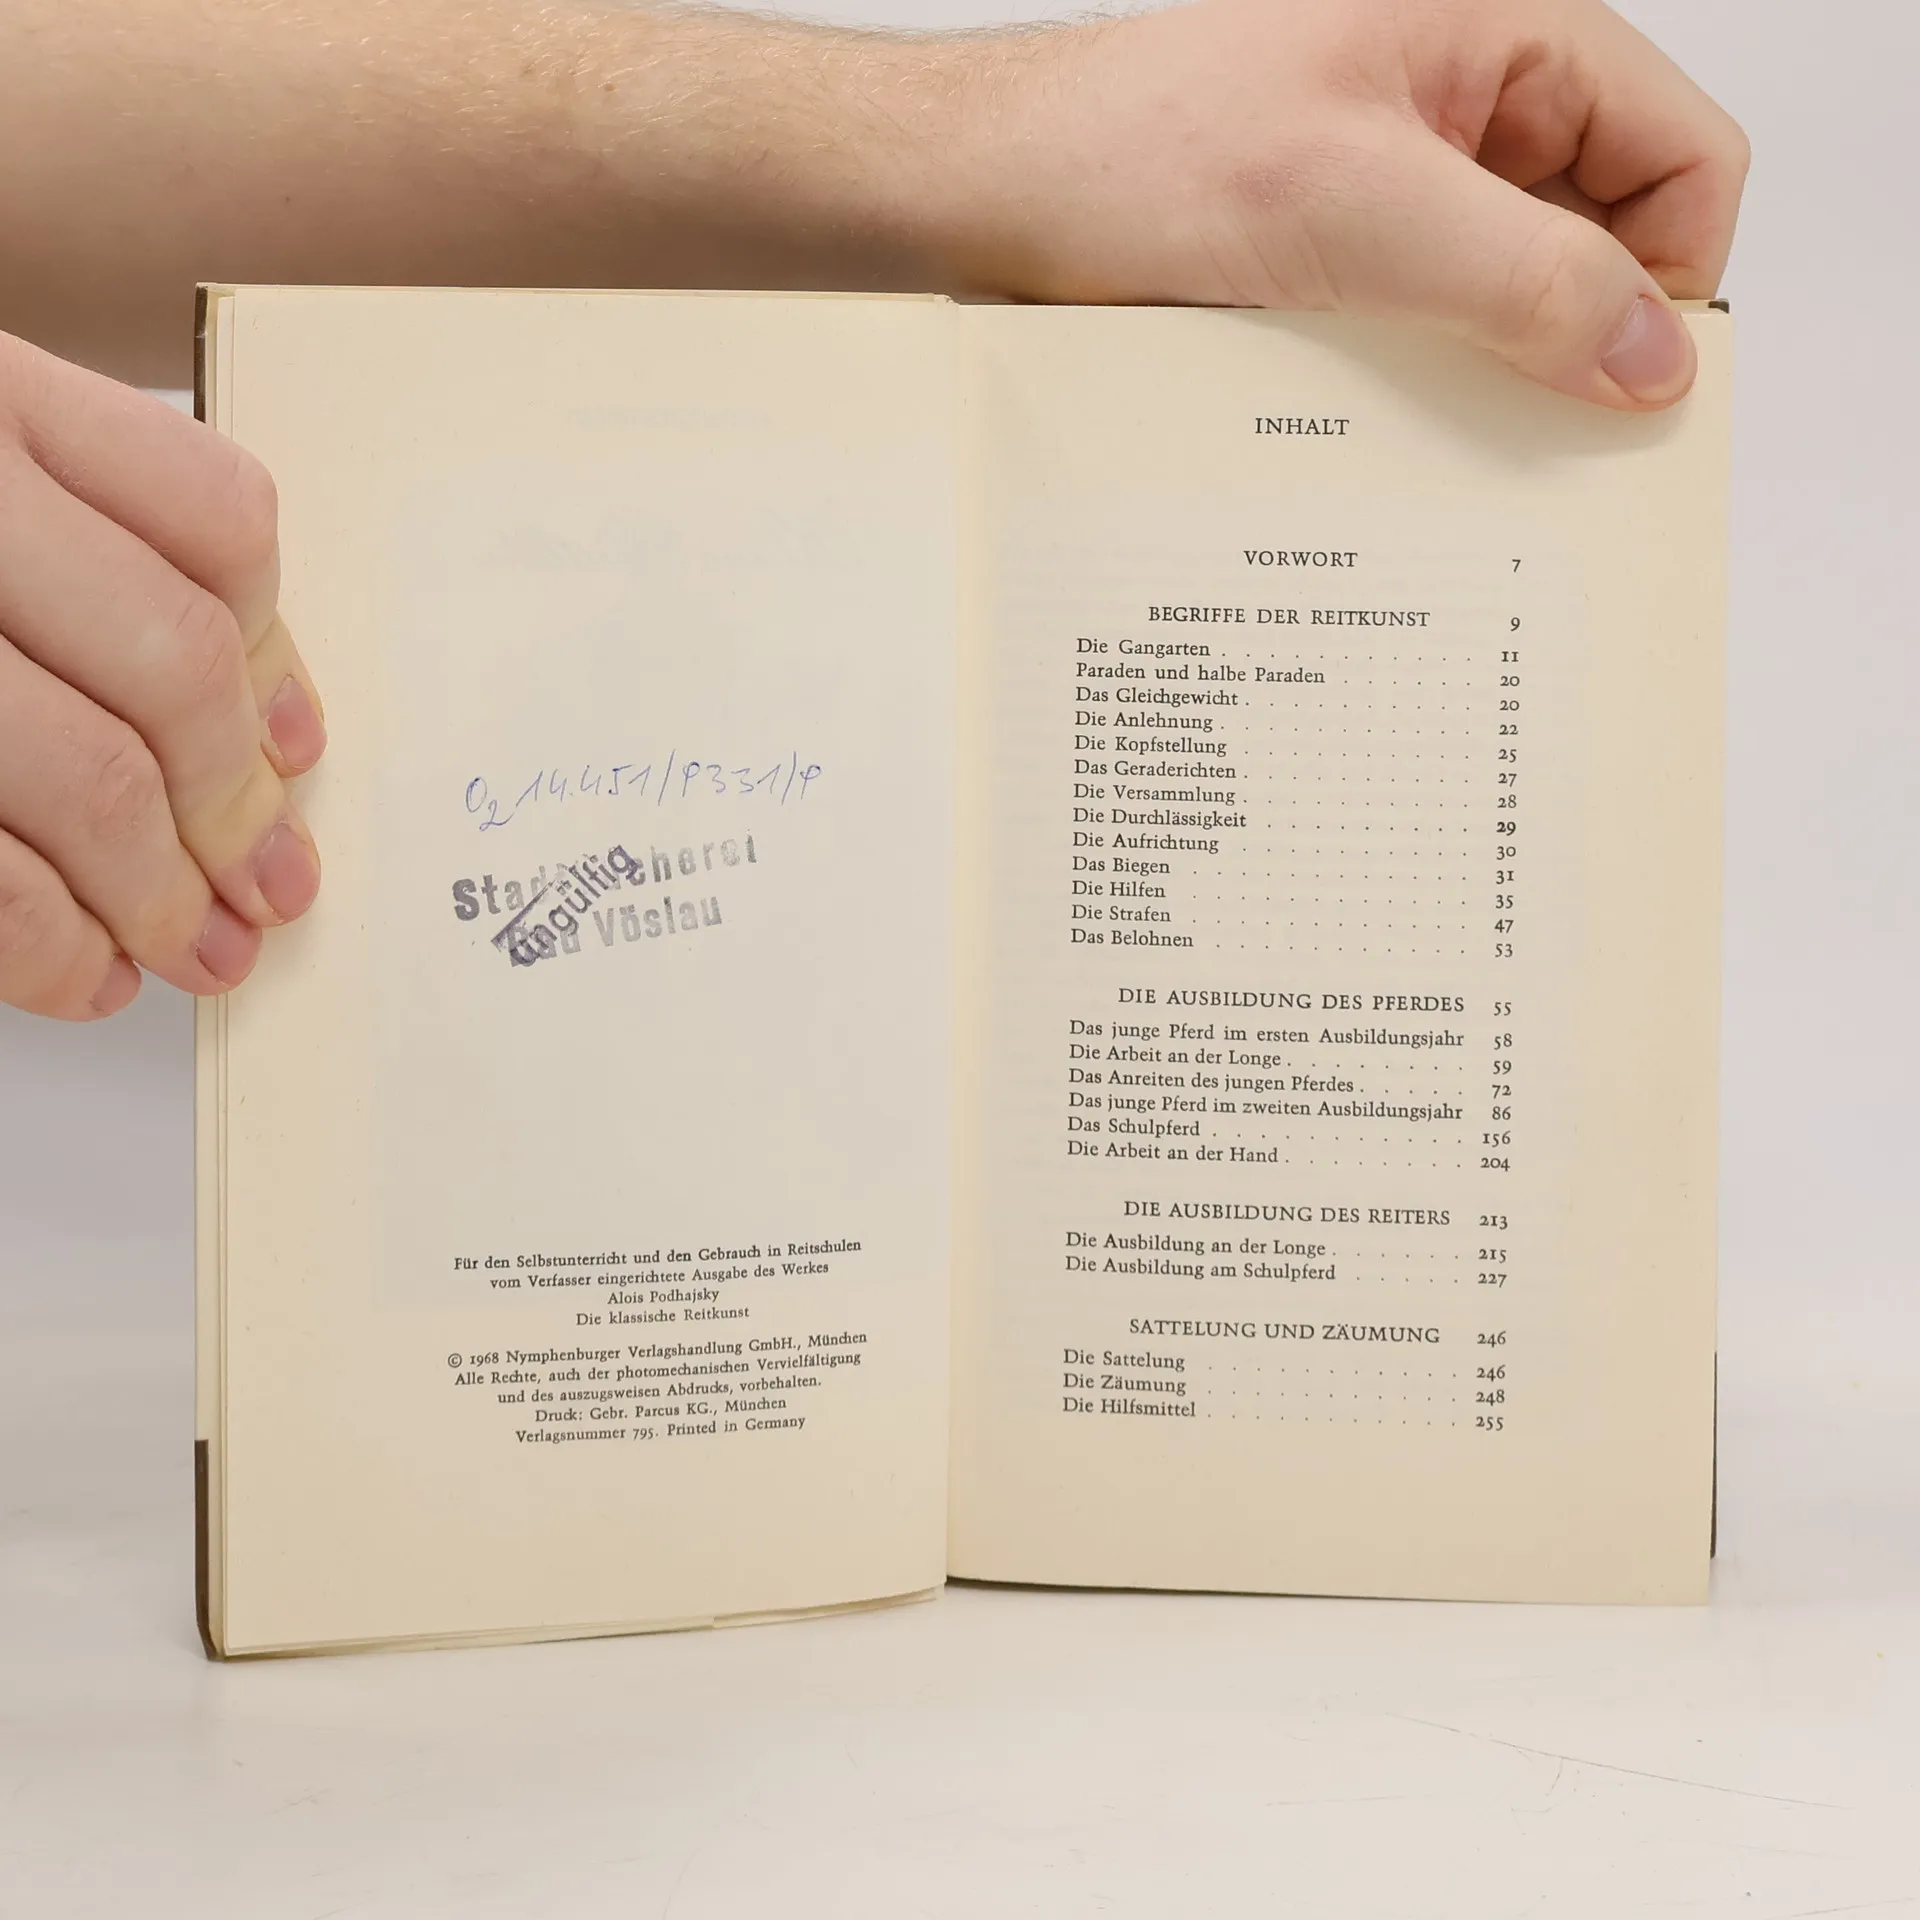 O2 14.451/P331/P
Stadtbücherei
ungültig
Bad Vöslau
Für den Selbstunterricht und den Gebrauch in Reitschulen
vom Verfasser eingerichtete Ausgabe des Werkes
Alois Podhajsky
Die klassische Reitkunst
© 1968 Nymphenburger Verlagshandlung GmbH., München
Alle Rechte, auch der photomechanischen Vervielfältigung
und des auszugsweisen Abdrucks, vorbehalten.
Druck: Gebr. Parcus KG., München
Verlagsnummer 795. Printed in Germany
INHALT
VORWORT 7
BEGRIFFE DER REITKUNST 9
Die Gangarten . . . . . . . . . . . 11
Paraden und halbe Paraden . . . . . . 20
Das Gleichgewicht . . . . . . . . . . 20
Die Anlehnung . . . . . . . . . . . 22
Die Kopfstellung . . . . . . . . . . 25
Das Geraderichten . . . . . . . . . . 27
Die Versammlung . . . . . . . . . . 28
Die Durchlässigkeit . . . . . . . . . 29
Die Aufrichtung . . . . . . . . . . 30
Das Biegen . . . . . . . . . . . . 31
Die Hilfen . . . . . . . . . . . . 35
Die Strafen . . . . . . . . . . . . 47
Das Belohnen . . . . . . . . . . . 53
DIE AUSBILDUNG DES PFERDES 55
Das junge Pferd im ersten Ausbildungsjahr 58
Die Arbeit an der Longe . . . . . . . . 59
Das Anreiten des jungen Pferdes . . . . . 72
Das junge Pferd im zweiten Ausbildungsjahr 86
Das Schulpferd . . . . . . . . . . . 156
Die Arbeit an der Hand . . . . . . . . 204
DIE AUSBILDUNG DES REITERS 213
Die Ausbildung an der Longe . . . . . . 215
Die Ausbildung am Schulpferd . . . . . 227
SATTELUNG UND ZÄUMUNG 246
Die Sattelung . . . . . . . . . . . 246
Die Zäumung . . . . . . . . . . . 248
Die Hilfsmittel . . . . . . . . . . . 255